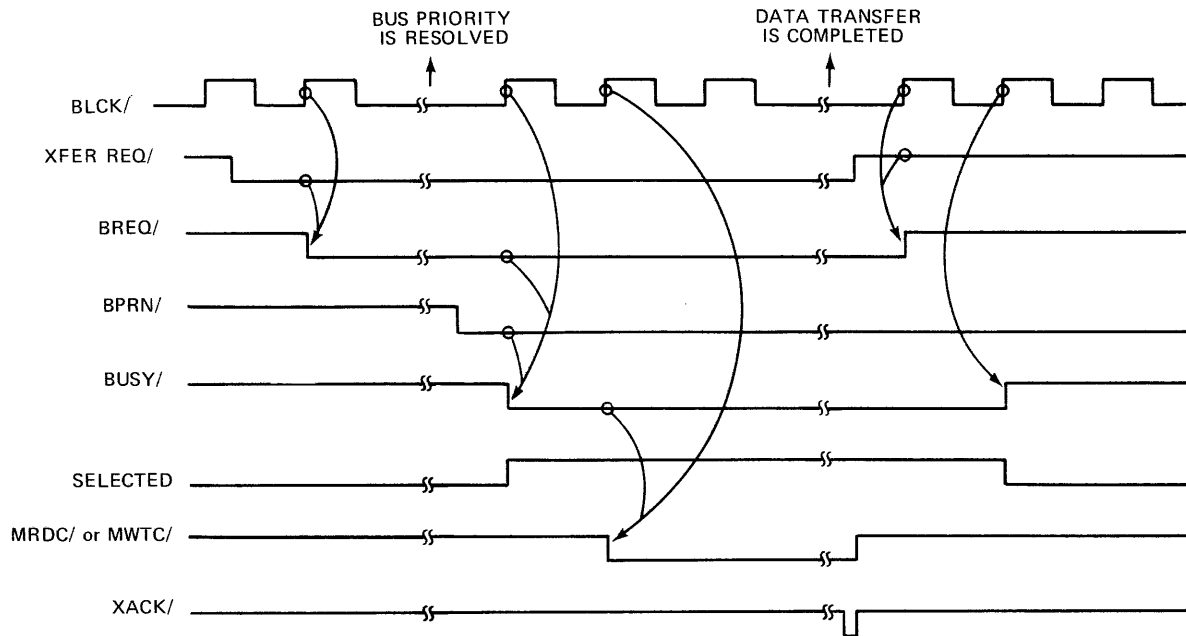 BUS PRIORITY
IS RESOLVED
DATA TRANSFER
IS COMPLETED
BLCK/
XFER REQ/
BREQ/
BPRN/
BUSY/
SELECTED
MRDC/ or MWTC/
XACK/